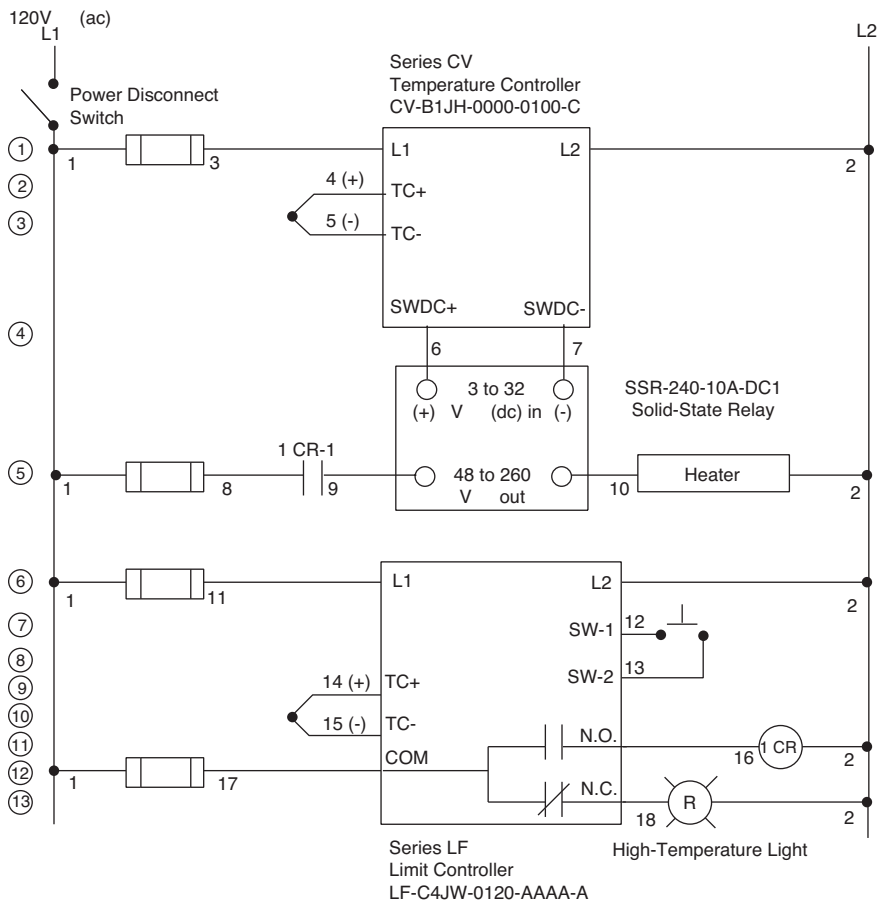 120V (ac)
L1
L2
Series CV
Temperature Controller
CV-B1JH-0000-0100-C
Power Disconnect
Switch
1
1
3
L1
L2
2
2
4 (+)
TC+
3
5 (-)
TC-
SWDC+
SWDC-
4
6
7
3 to 32
(+) V (dc) in (-)
SSR-240-10A-DC1
Solid-State Relay
1 CR-1
5
1
8
9
48 to 260
V out
10
Heater
2
6
1
11
L1
L2
2
7
SW-1
12
8
SW-2
13
9
14 (+)
TC+
10
15 (-)
TC-
11
COM
N.O.
16
1 CR
2
12
1
17
13
N.C.
18
R
2
Series LF
Limit Controller
LF-C4JW-0120-AAAA-A
High-Temperature Light